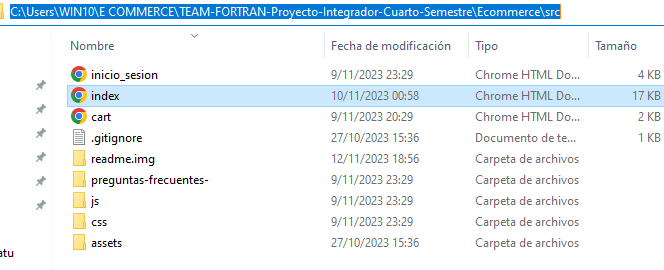 C:\Users\WIN10\E COMMERCE\TEAM-FORTRAN-Proyecto-Integrador-Cuarto-Semestre\Ecommerce\src
Nombre Fecha de modificación Tipo Tamaño
inicio_sesion 9/11/2023 23:29 Chrome HTML Do... 4 KB
index 10/11/2023 00:58 Chrome HTML Do... 17 KB
cart 9/11/2023 20:29 Chrome HTML Do... 2 KB
.gitignore 27/10/2023 15:36 Documento de te... 1 KB
readme.img 12/11/2023 18:56 Carpeta de archivos
preguntas-frecuentes- 9/11/2023 23:29 Carpeta de archivos
js 9/11/2023 23:29 Carpeta de archivos
css 9/11/2023 23:29 Carpeta de archivos
assets 27/10/2023 15:36 Carpeta de archivos
atu